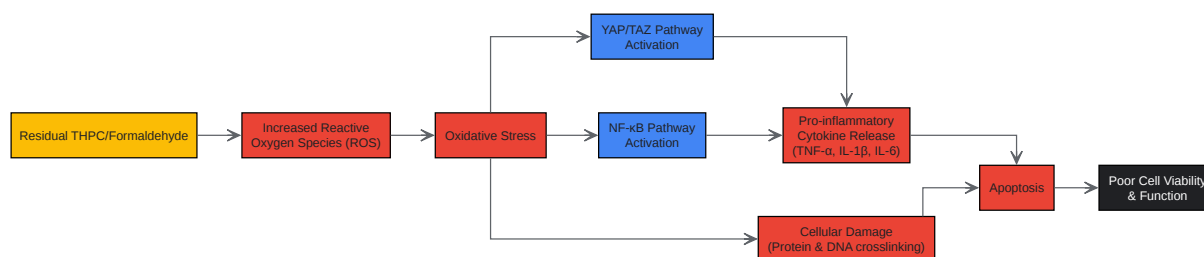 YAP/TAZ Pathway
Activation
Residual THPC/Formaldehyde
Increased Reactive
Oxygen Species (ROS)
Oxidative Stress
NF-κB Pathway
Activation
Pro-inflammatory
Cytokine Release
(TNF-α, IL-1β, IL-6)
Apoptosis
Poor Cell Viability
& Function
Cellular Damage
(Protein & DNA crosslinking)